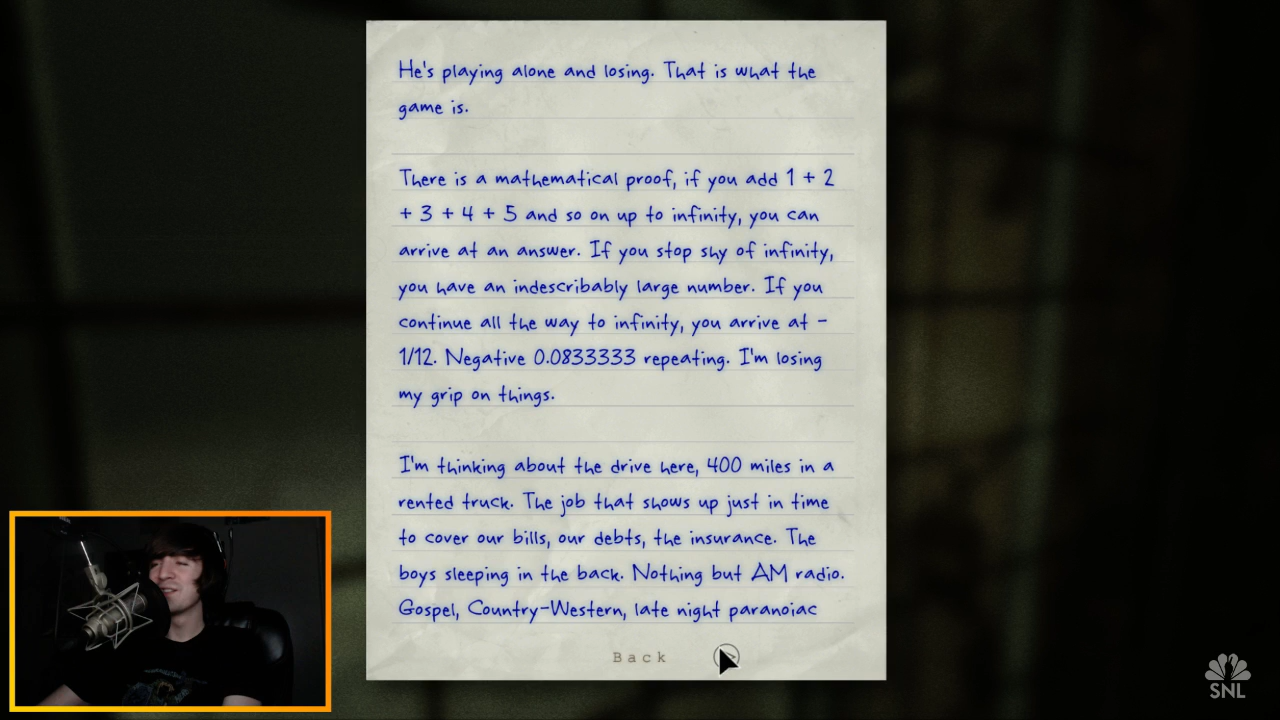 He's playing alone and losing. That is what the
game is.
There is a mathematical proof, if you add 1 + 2
+ 3 + 4 + 5 and so on up to infinity, you can
arrive at an answer. If you stop shy of infinity,
you have an indescribably large number. If you
continue all the way to infinity, you arrive at -
1/12. Negative 0.0833333 repeating. I'm losing
my grip on things.
I'm thinking about the drive here, 400 miles in a
rented truck. The job that shows up just in time
to cover our bills, our debts, the insurance. The
boys sleeping in the back. Nothing but AM radio.
Gospel, Country-Western, late night paranoiac
Back
SNL